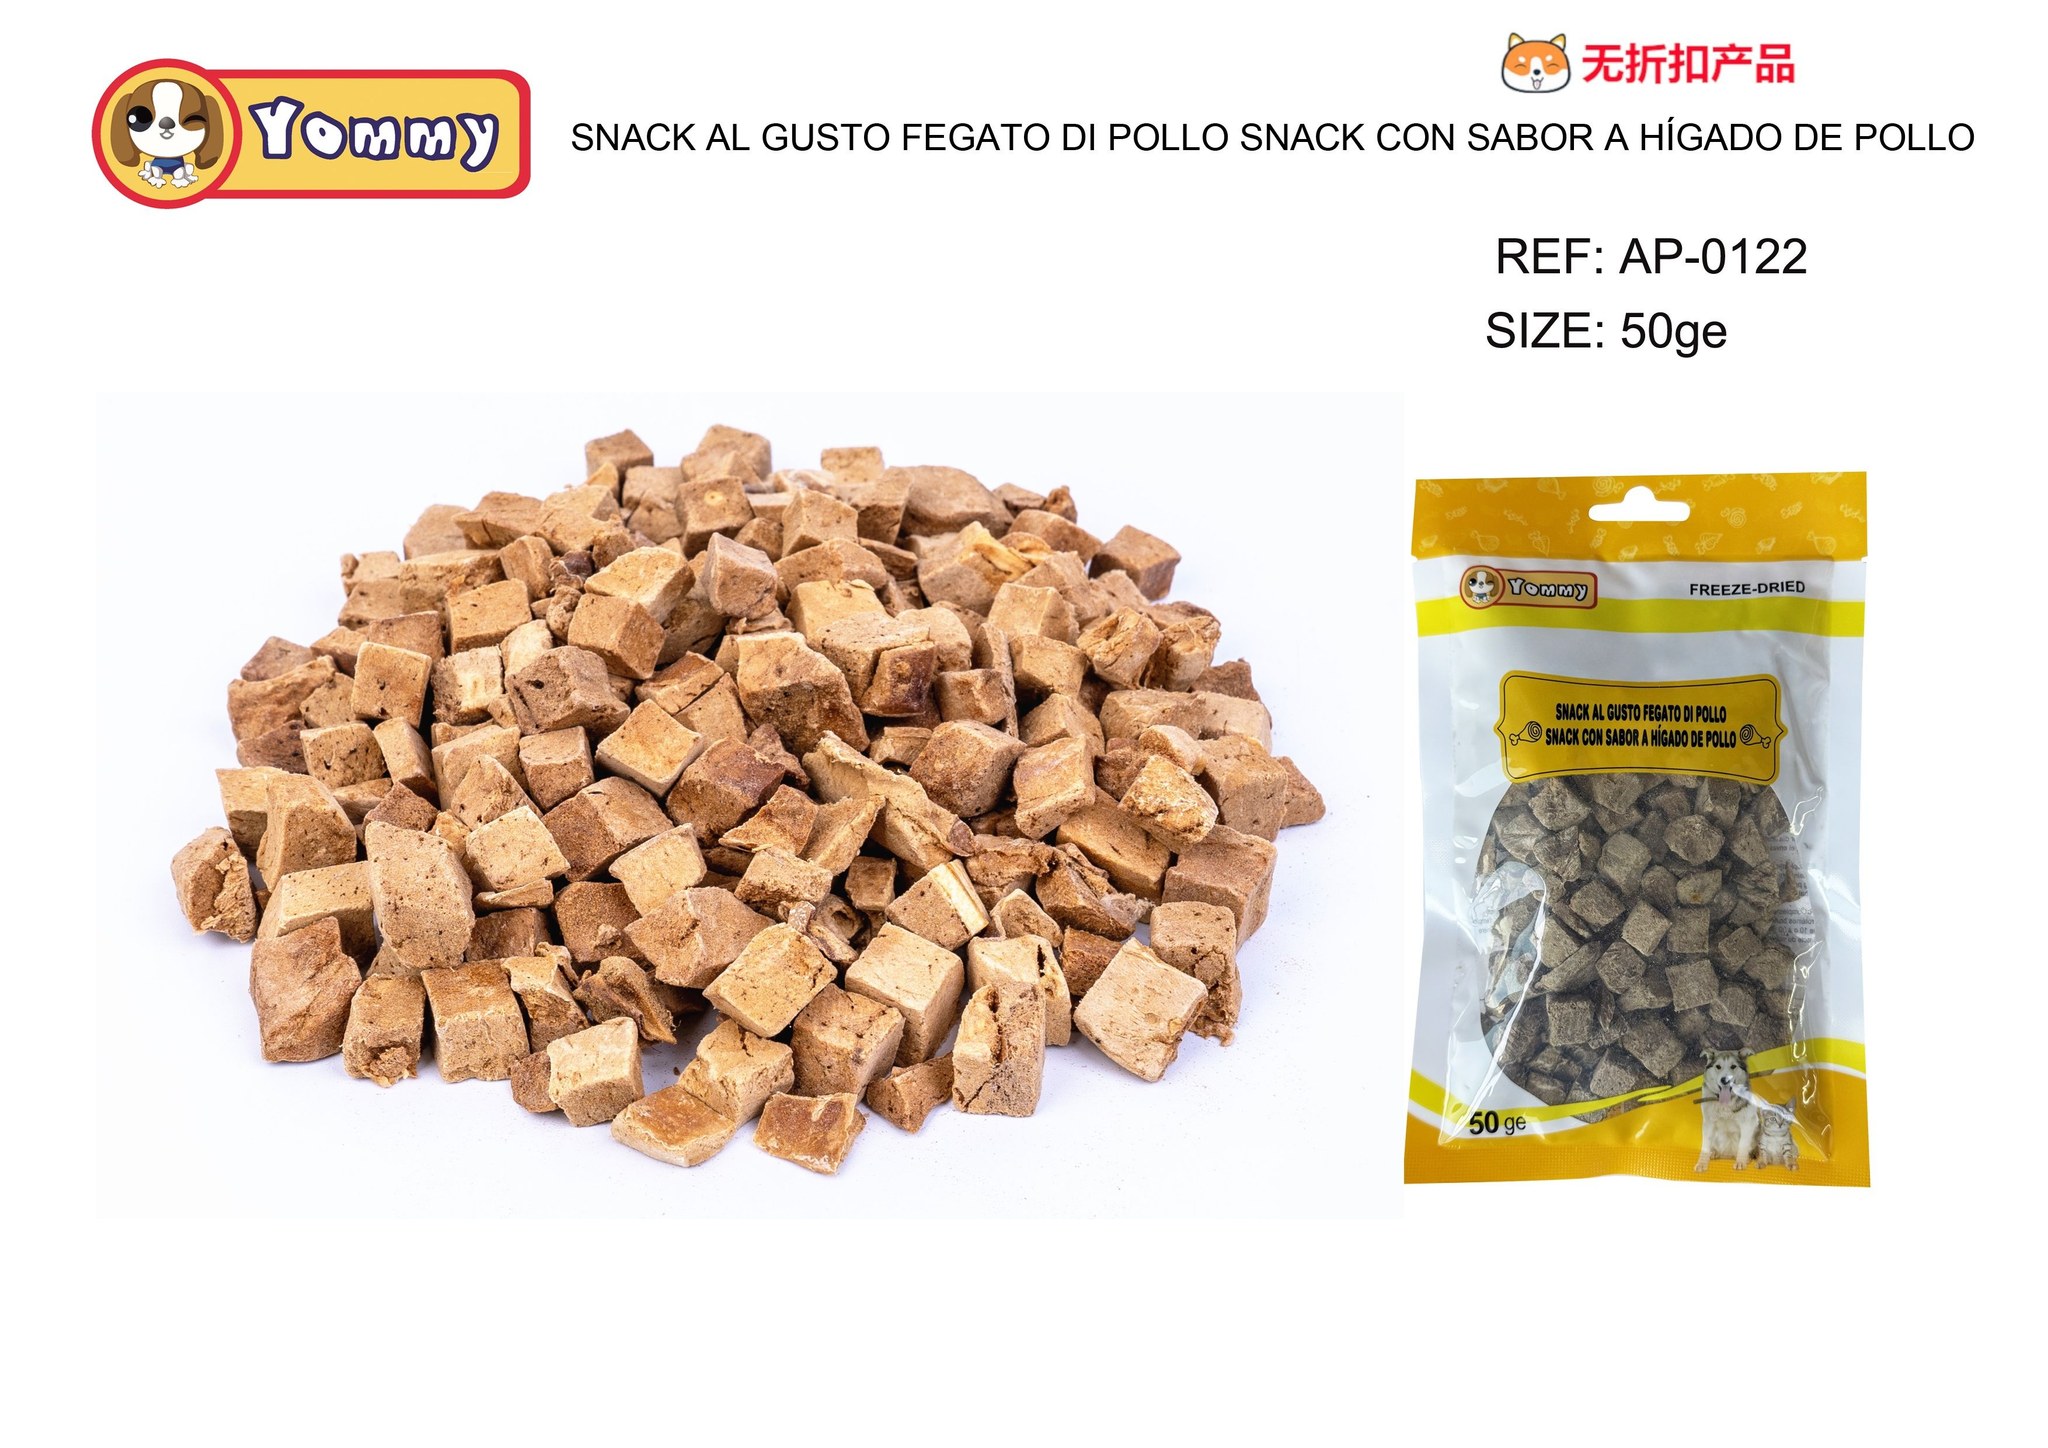 无折扣产品
Yommy
SNACK AL GUSTO FEGATO DI POLLO SNACK CON SABOR A HÍGADO DE POLLO
REF: AP-0122
SIZE: 50ge
Yommy
FREEZE-DRIED
SNACK AL GUSTO FEGATO DI POLLO
SNACK CON SABOR A HÍGADO DE POLLO
50 ge